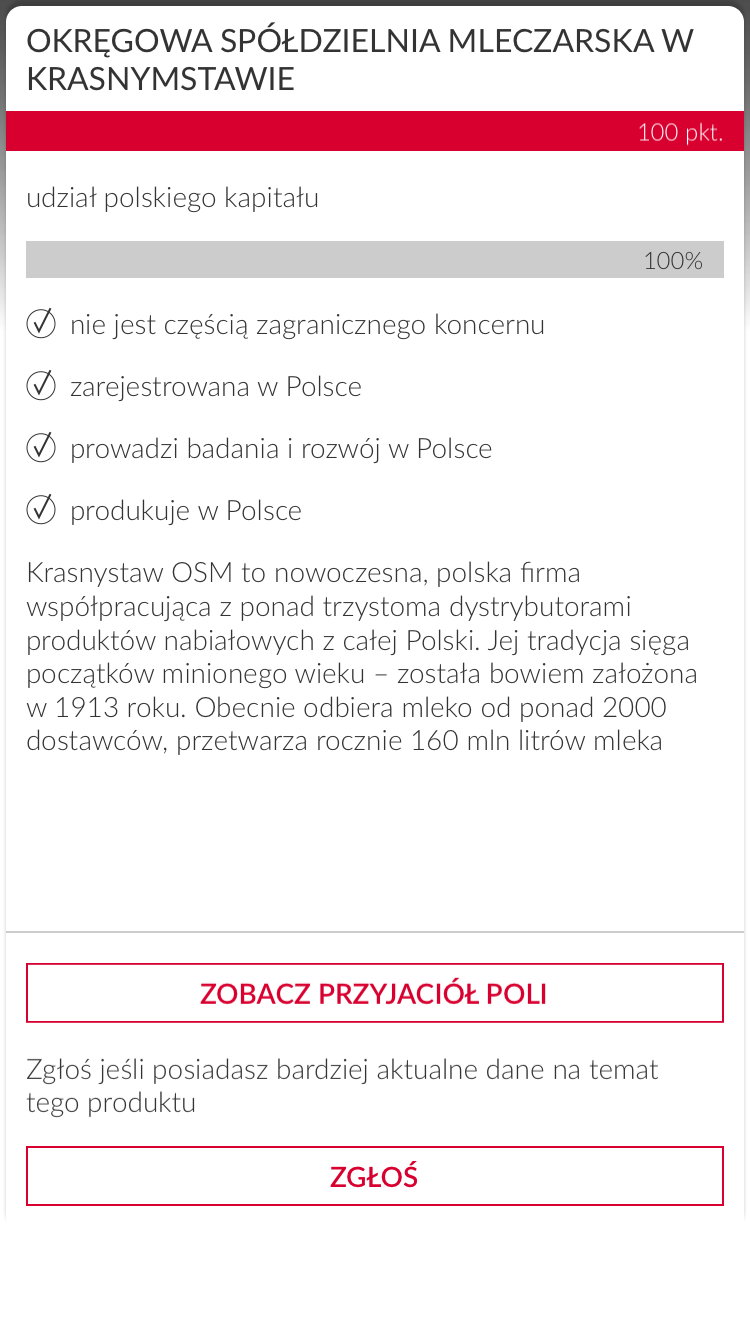 OKRĘGOWA SPÓŁDZIELNIA MLECZARSKA W
KRASNYMSTAWIE
100 pkt.
udział polskiego kapitału
100%
nie jest częścią zagranicznego koncernu
zarejestrowana w Polsce
prowadzi badania i rozwój w Polsce
produkuje w Polsce
Krasnystaw OSM to nowoczesna, polska firma
współpracująca z ponad trzystoma dystrybutorami
produktów nabiałowych z całej Polski. Jej tradycja sięga
początków minionego wieku – została bowiem założona
w 1913 roku. Obecnie odbiera mleko od ponad 2000
dostawców, przetwarza rocznie 160 mln litrów mleka
ZOBACZ PRZYJACIÓŁ POLI
Zgłoś jeśli posiadasz bardziej aktualne dane na temat
tego produktu
ZGŁOŚ